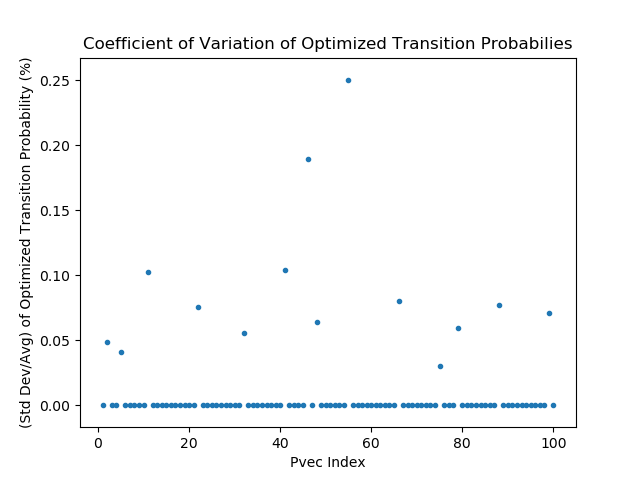 Coefficient of Variation of Optimized Transition Probabilies
(Std Dev/Avg) of Optimized Transition Probability (%)
0.25
0.20
0.15
0.10
0.05
0.00
0 20 40 60 80 100
Pvec Index